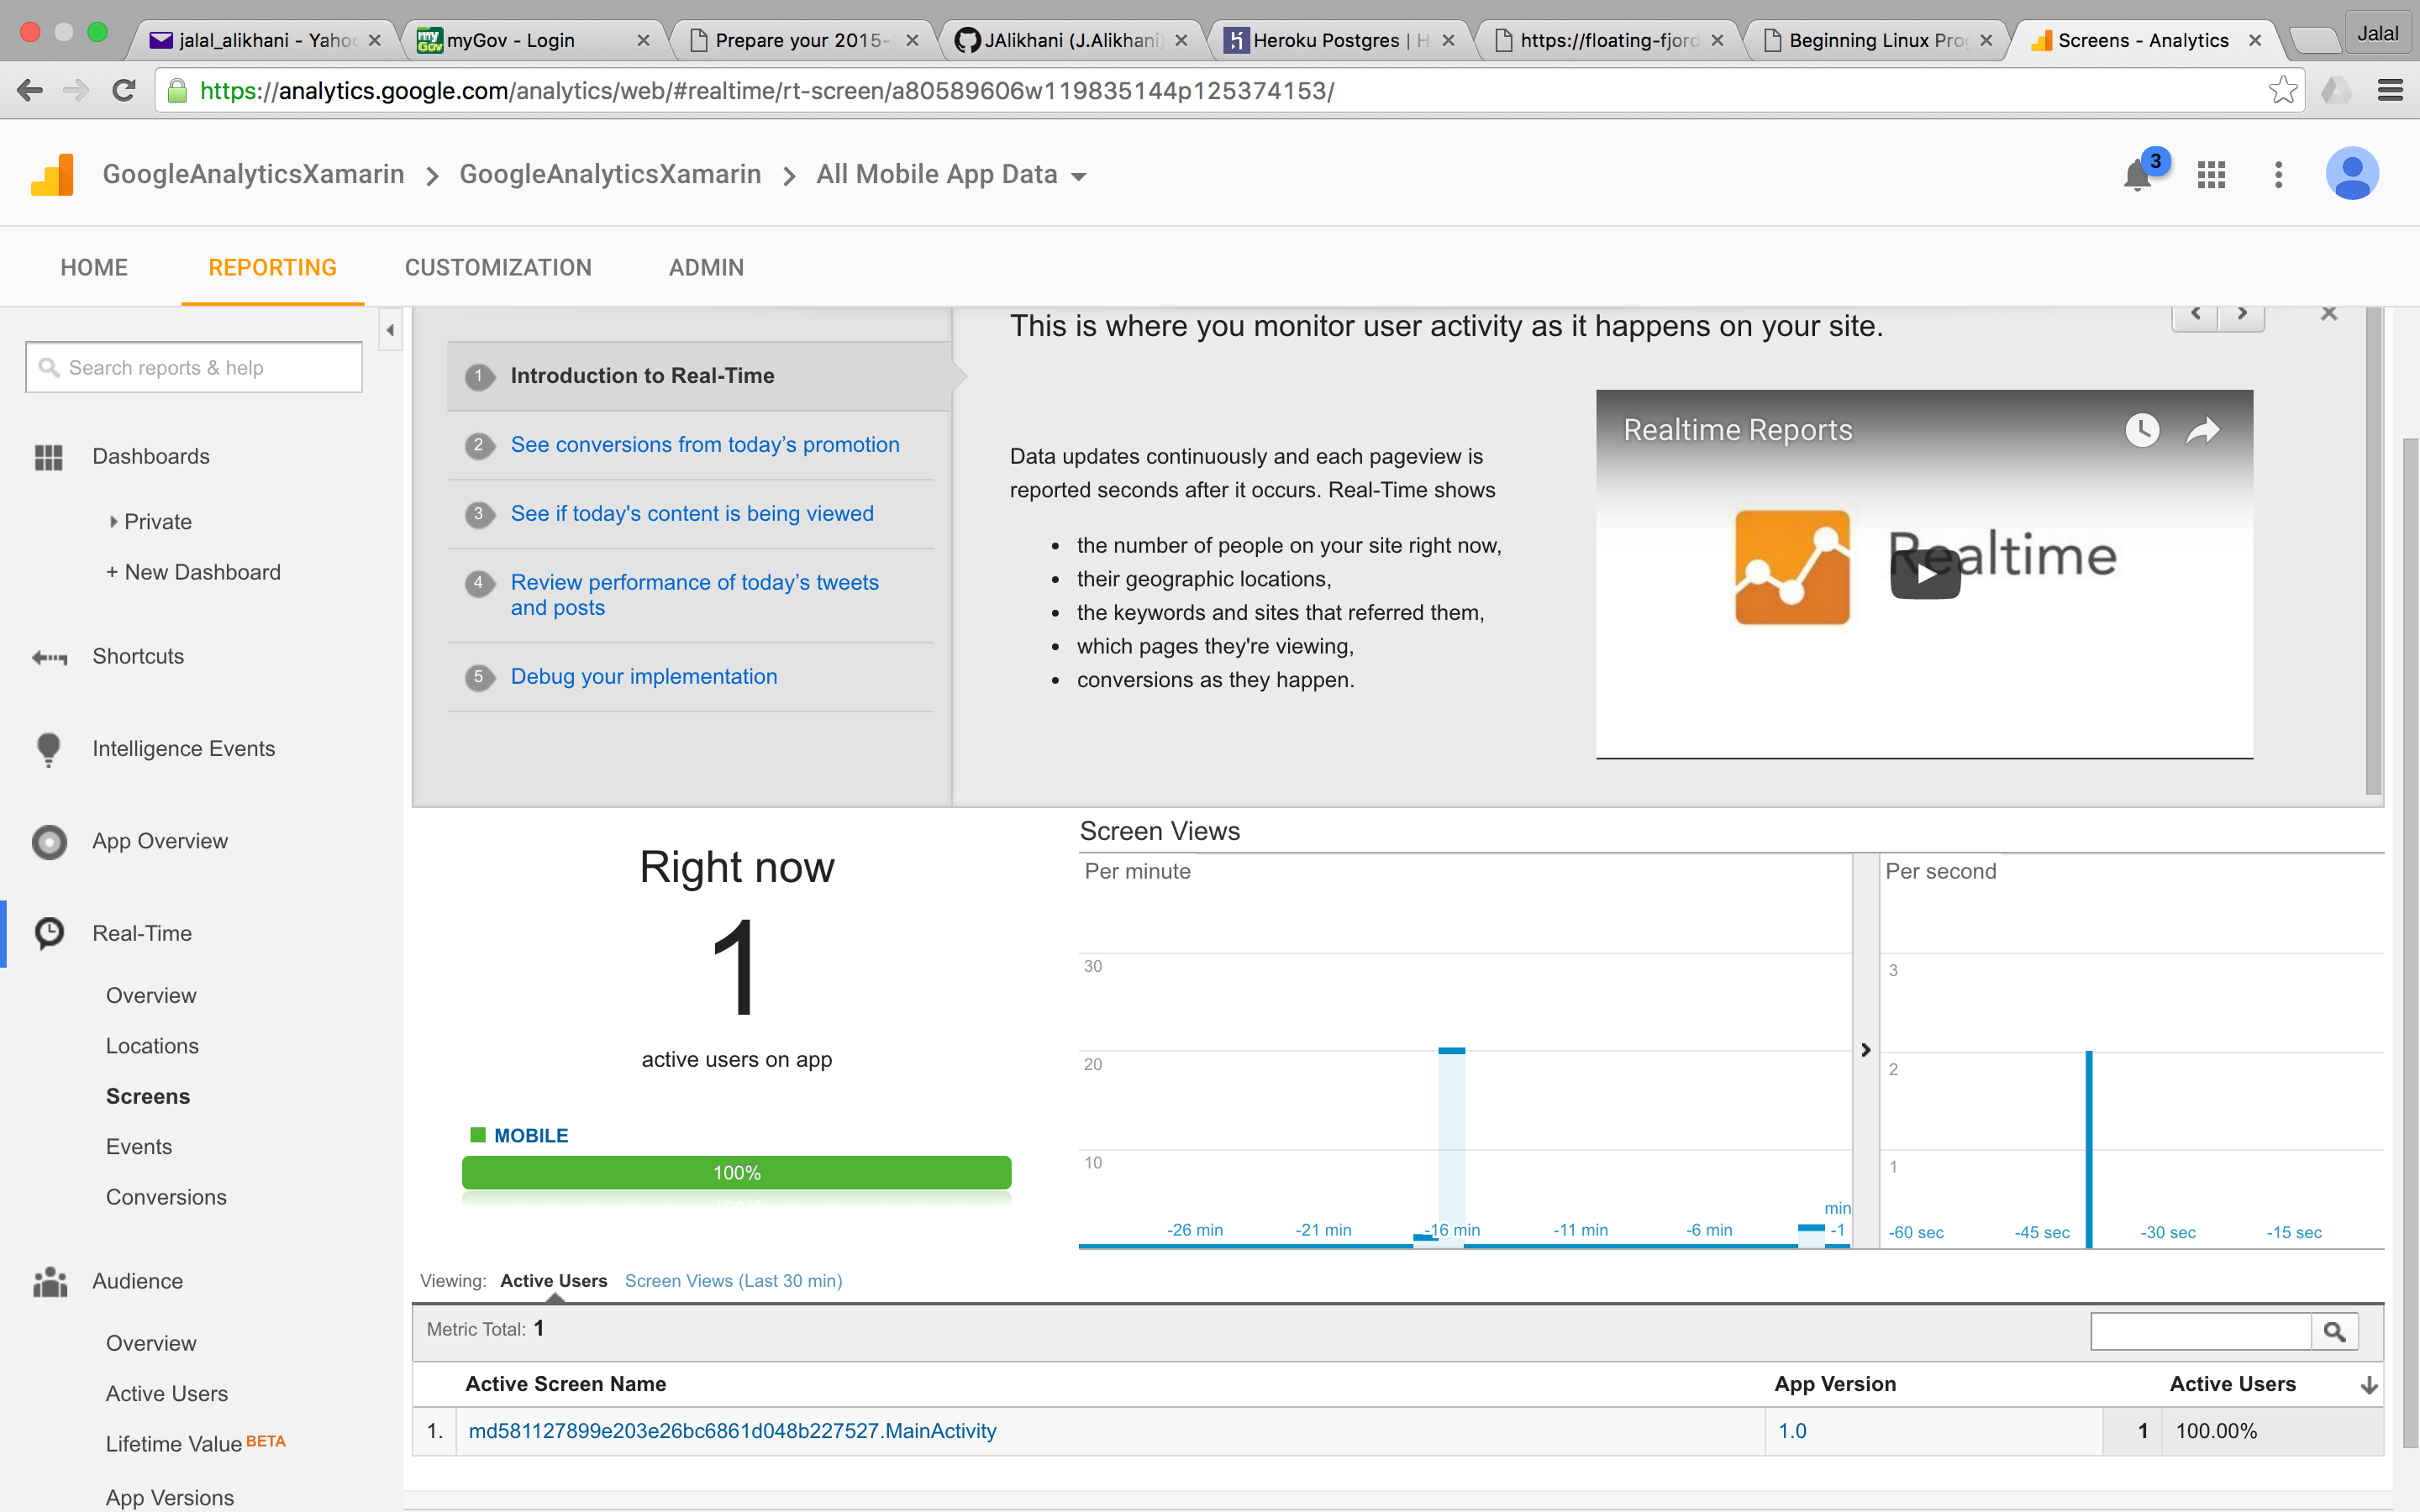 jalal_alikhani - Yahoo
myGov - Login
Prepare your 2015-
JAlikhani (J.Alikhani)
Heroku Postgres | H
https://floating-fjord
Beginning Linux Pro
Screens - Analytics
Jalal
https://analytics.google.com/analytics/web/#realtime/rt-screen/a80589606w119835144p125374153/
GoogleAnalyticsXamarin > GoogleAnalyticsXamarin > All Mobile App Data
3
HOME
REPORTING
CUSTOMIZATION
ADMIN
Search reports & help
Dashboards
Private
+ New Dashboard
Shortcuts
Intelligence Events
App Overview
Real-Time
Overview
Locations
Screens
Events
Conversions
Audience
Overview
Active Users
Lifetime Value BETA
App Versions
1 Introduction to Real-Time
2 See conversions from today’s promotion
3 See if today's content is being viewed
4 Review performance of today’s tweets
and posts
5 Debug your implementation
This is where you monitor user activity as it happens on your site.
Data updates continuously and each pageview is
reported seconds after it occurs. Real-Time shows
• the number of people on your site right now,
• their geographic locations,
• the keywords and sites that referred them,
• which pages they're viewing,
• conversions as they happen.
Realtime Reports
Realtime
Right now
1
active users on app
MOBILE
100%
Screen Views
Per minute
30
20
10
-26 min
-21 min
-16 min
-11 min
-6 min
min
-1
Per second
3
2
1
-60 sec
-45 sec
-30 sec
-15 sec
Viewing: Active Users Screen Views (Last 30 min)
Metric Total: 1
Active Screen Name App Version Active Users
1. md581127899e203e26bc6861d048b227527.MainActivity 1.0 1 100.00%